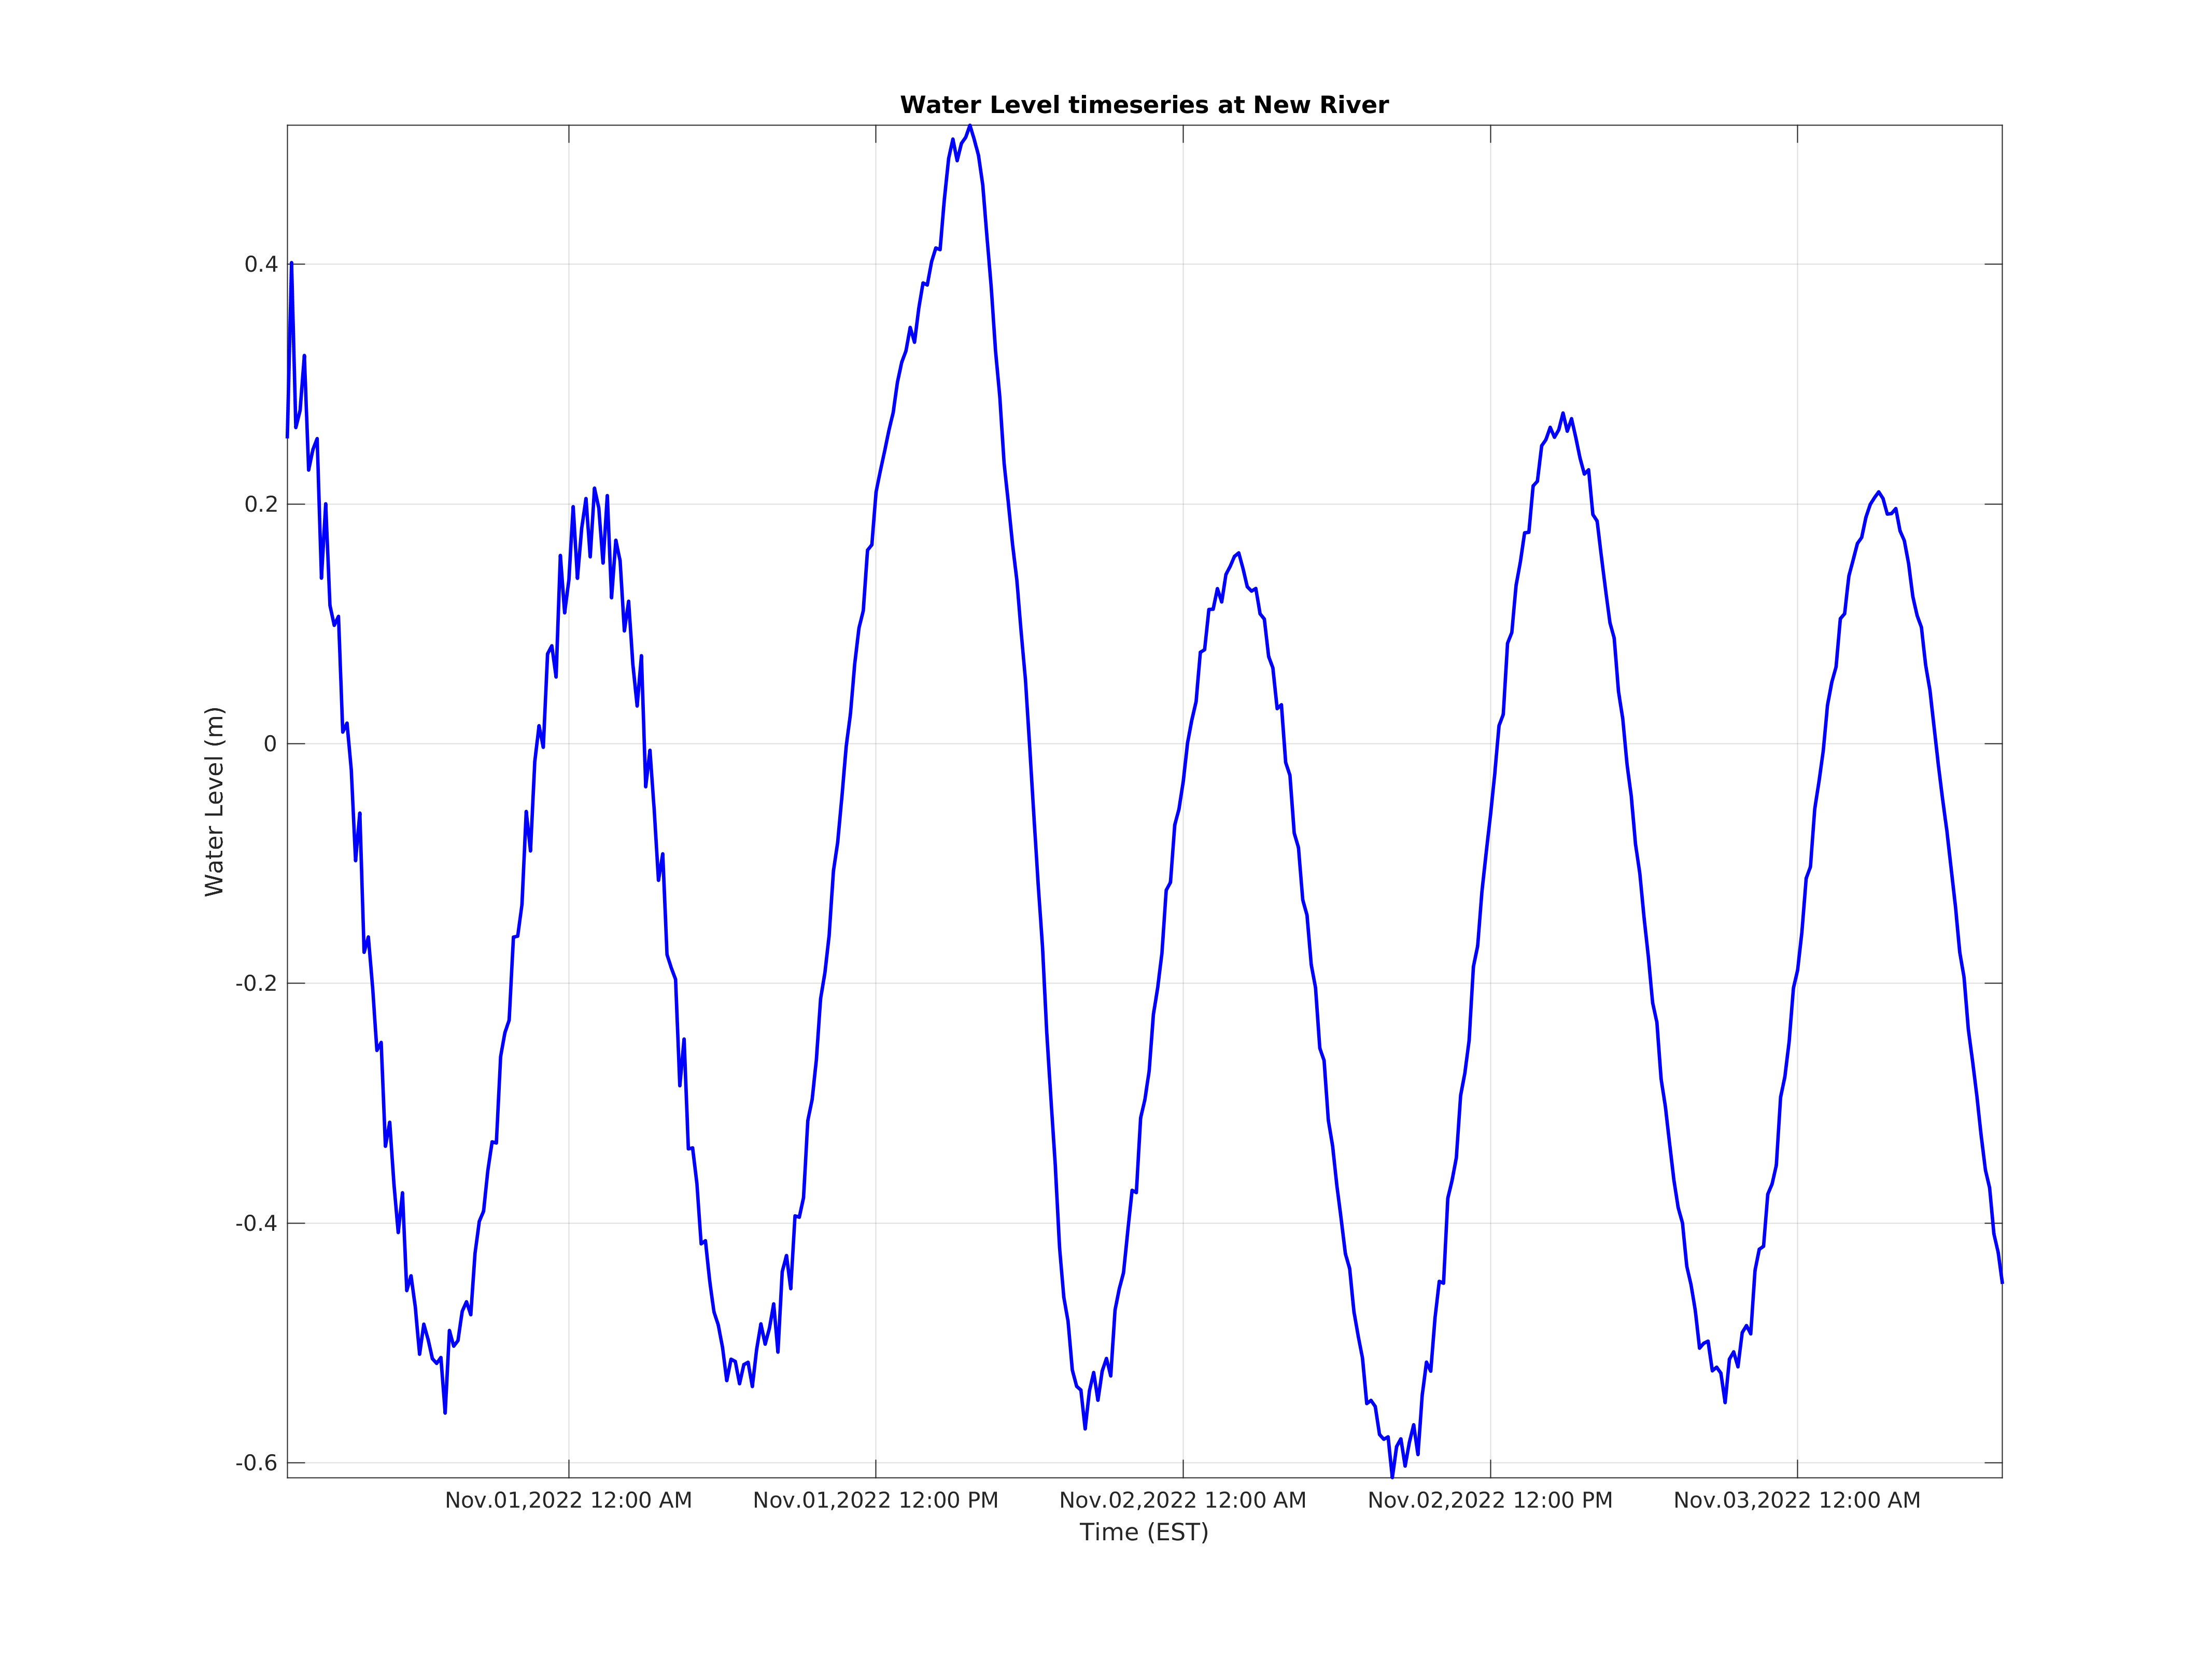 Water Level timeseries at New River
0.4
0.2
0
-0.2
-0.4
-0.6
Water Level (m)
Nov.01,2022 12:00 AM
Nov.01,2022 12:00 PM
Nov.02,2022 12:00 AM
Nov.02,2022 12:00 PM
Nov.03,2022 12:00 AM
Time (EST)